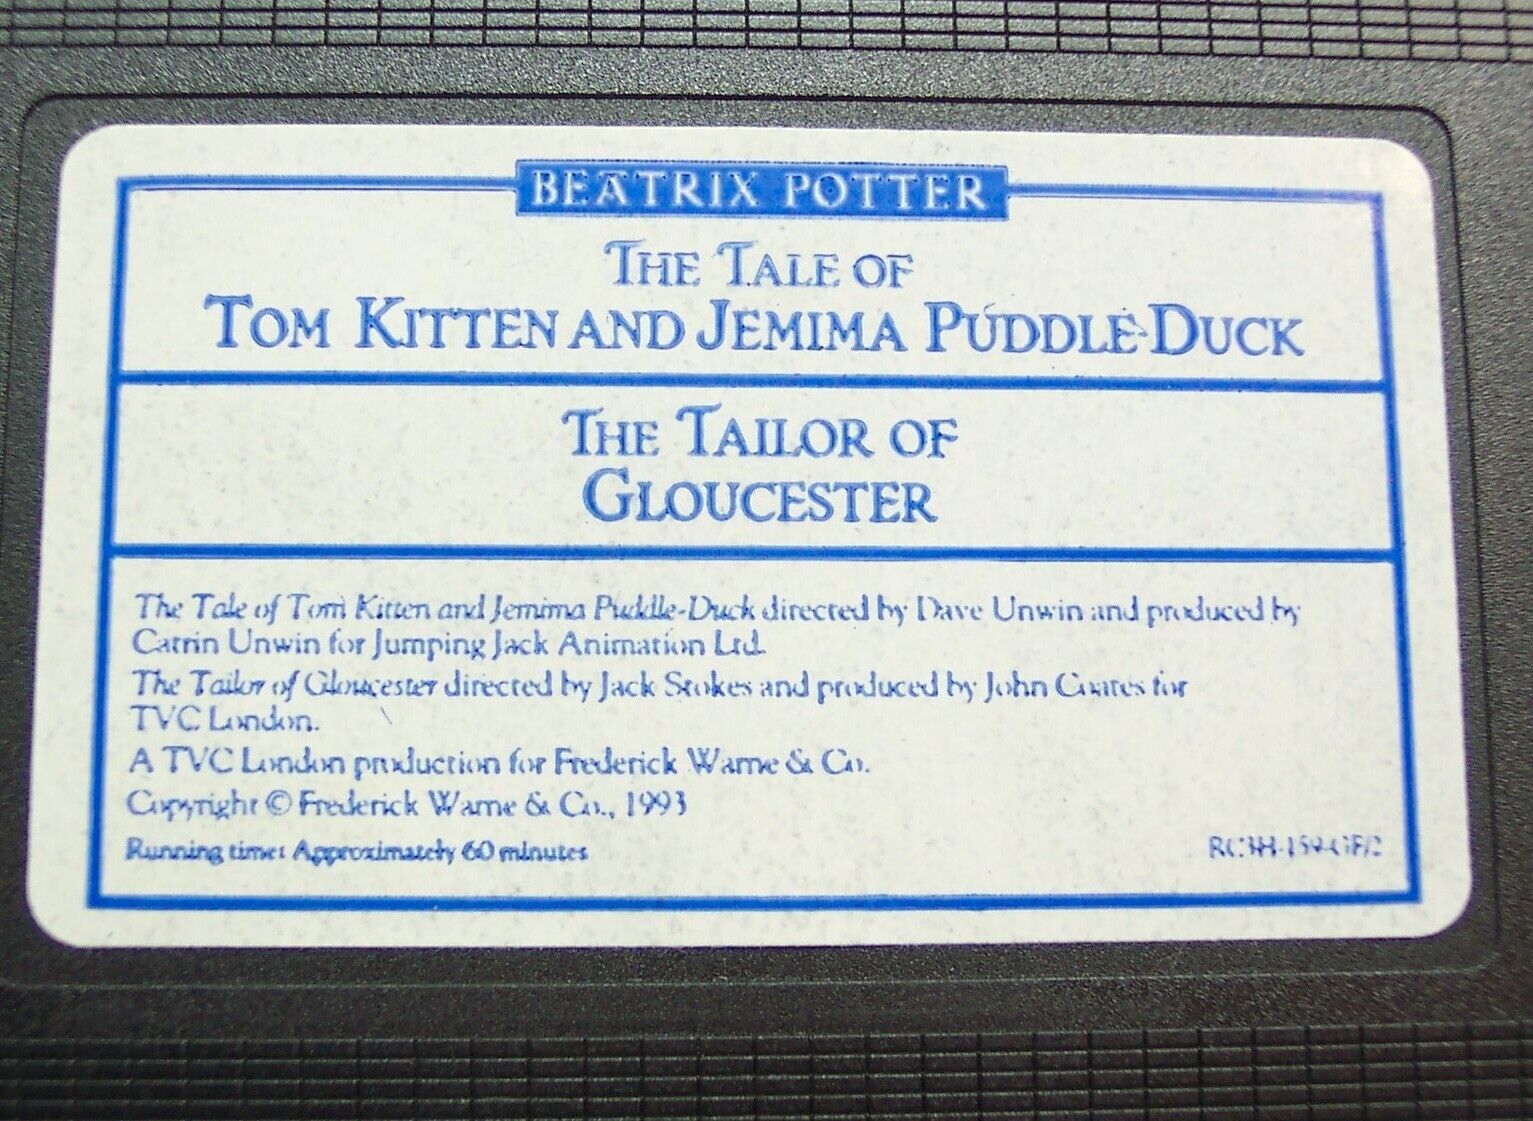 BEATRIX POTTER
THE TALE OF
TOM KITTEN AND JEMIMA PUDDLE-DUCK
THE TAILOR OF
GLOUCESTER
The Tale of Tom Kitten and Jemima Puddle-Duck directed by Dave Unwin and produced by
Catrin Unwin for Jumping Jack Animation Ltd.
The Tailor of Gloucester directed by Jack Stokes and produced by John Coates for
TVC London.
A TVC London production for Frederick Warne & Co.
Copyright © Frederick Warne & Co., 1993
Running time: Approximately 60 minutes